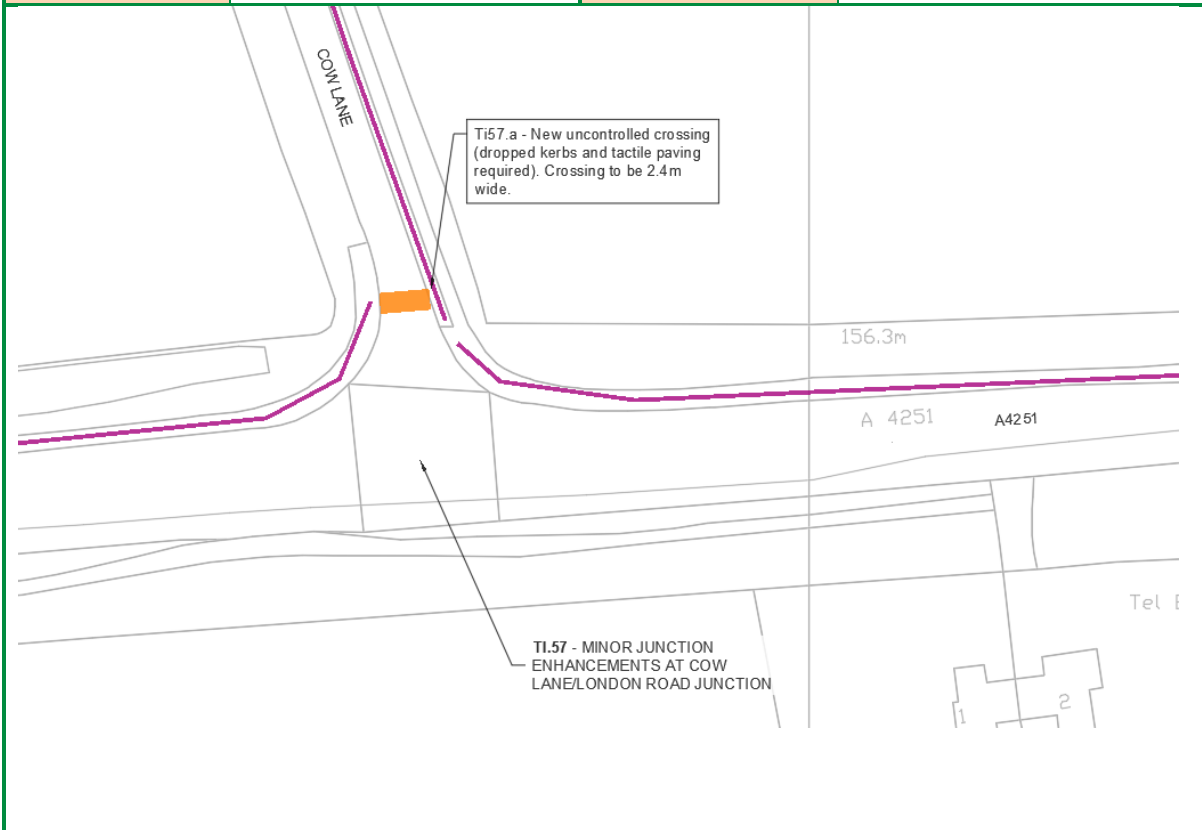 COW LANE
Ti57.a - New uncontrolled crossing
(dropped kerbs and tactile paving
required). Crossing to be 2.4m
wide.
156.3m
A 4251
A4251
Tel
TI.57 - MINOR JUNCTION
ENHANCEMENTS AT COW
LANE/LONDON ROAD JUNCTION
1
2